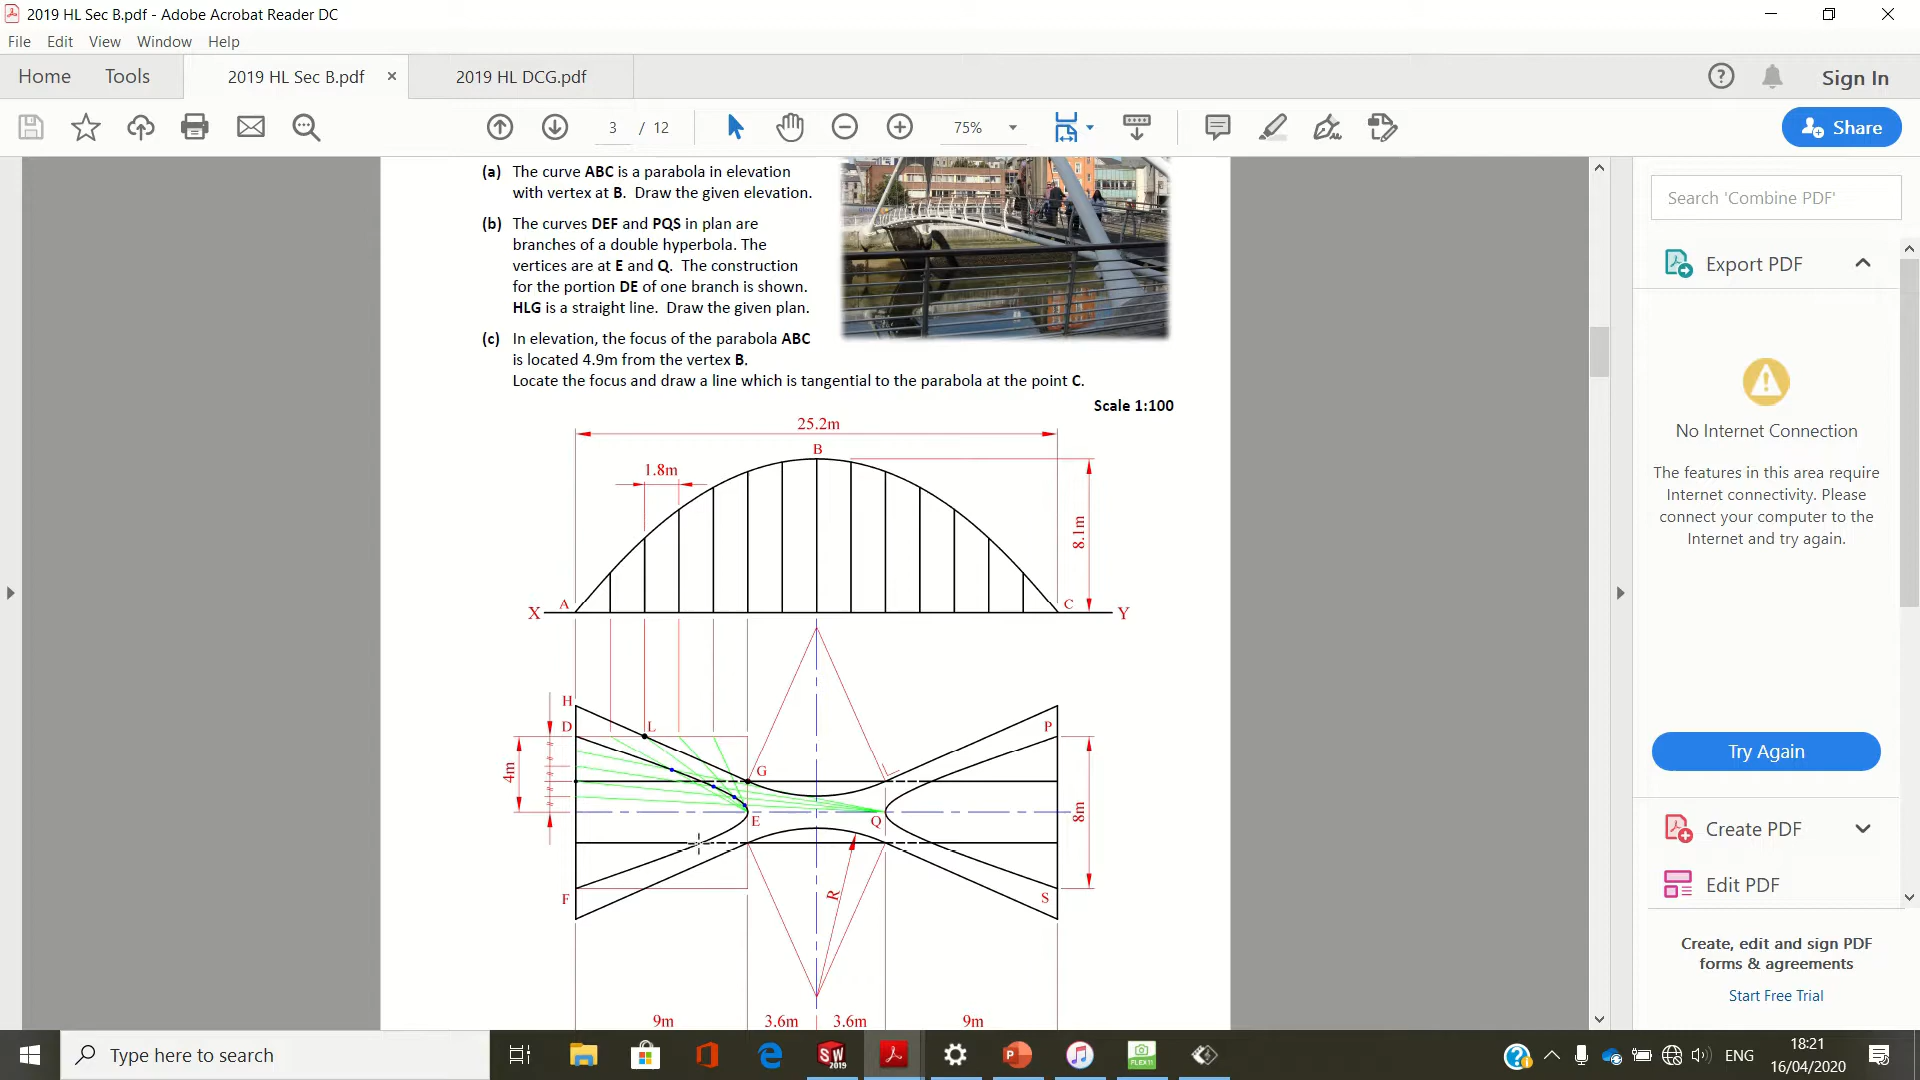 2019 HL Sec B.pdf - Adobe Acrobat Reader DC
File Edit View Window Help
Home Tools 2019 HL Sec B.pdf × 2019 HL DCG.pdf ? Sign In
3 / 12 75% Share
(a) The curve ABC is a parabola in elevation
with vertex at B. Draw the given elevation.
(b) The curves DEF and PQS in plan are
branches of a double hyperbola. The
vertices are at E and Q. The construction
for the portion DE of one branch is shown.
HLG is a straight line. Draw the given plan.
(c) In elevation, the focus of the parabola ABC
is located 4.9m from the vertex B.
Locate the focus and draw a line which is tangential to the parabola at the point C.
Scale 1:100
25.2m
B
1.8m
8.1m
X A C Y
H
D L P
4m
G
E Q
8m
R
F S
9m 3.6m 3.6m 9m
Search 'Combine PDF'
Export PDF
No Internet Connection
The features in this area require
Internet connectivity. Please
connect your computer to the
Internet and try again.
Try Again
Create PDF
Edit PDF
Create, edit and sign PDF
forms & agreements
Start Free Trial
Type here to search
SW
2019
P
FLEXTI
ENG
18:21
16/04/2020